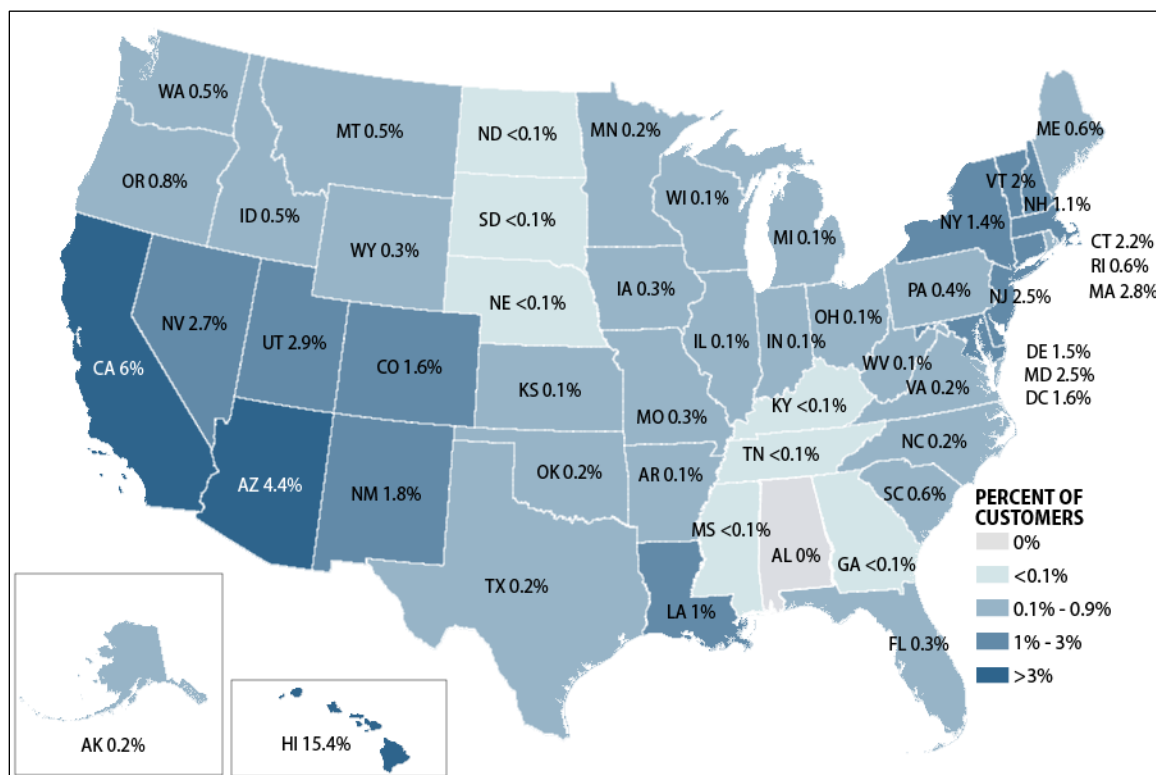 WA 0.5%
MT 0.5%
ND <0.1%
MN 0.2%
ME 0.6%
OR 0.8%
ID 0.5%
SD <0.1%
WI 0.1%
VT 2%
NH 1.1%
WY 0.3%
MI 0.1%
NY 1.4%
CT 2.2%
RI 0.6%
MA 2.8%
NE <0.1%
IA 0.3%
PA 0.4%
NJ 2.5%
NV 2.7%
UT 2.9%
CO 1.6%
IL 0.1%
IN 0.1%
OH 0.1%
DE 1.5%
MD 2.5%
DC 1.6%
CA 6%
KS 0.1%
MO 0.3%
WV 0.1%
VA 0.2%
KY <0.1%
AZ 4.4%
NM 1.8%
OK 0.2%
AR 0.1%
TN <0.1%
NC 0.2%
SC 0.6%
TX 0.2%
LA 1%
MS <0.1%
AL 0%
GA <0.1%
FL 0.3%
PERCENT OF
CUSTOMERS
0%
<0.1%
0.1% - 0.9%
1% - 3%
>3%
AK 0.2%
HI 15.4%